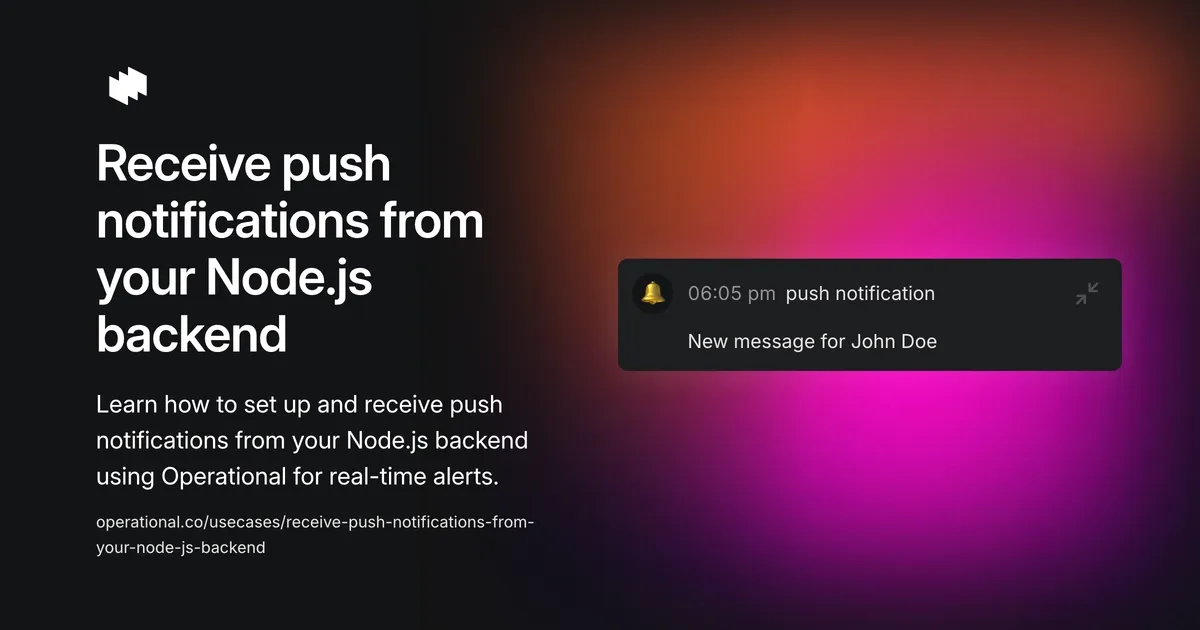 Receive push
notifications from
your Node.js
backend
Learn how to set up and receive push
notifications from your Node.js backend
using Operational for real-time alerts.
operational.co/usecases/receive-push-notifications-from-
your-node-js-backend
06:05 pm push notification
New message for John Doe